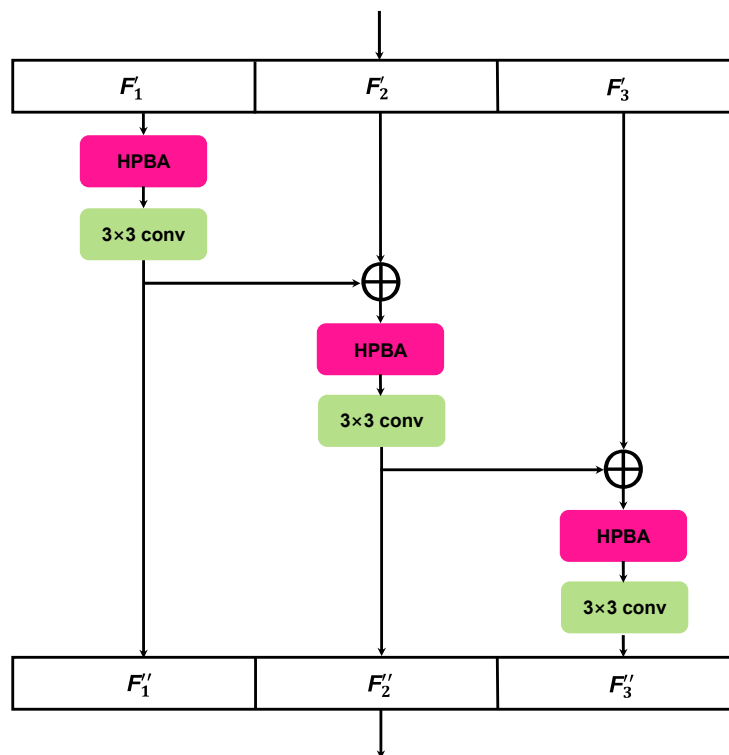 F′₁ F′₂ F′₃
HPBA
3×3 conv
HPBA
3×3 conv
HPBA
3×3 conv
F″₁ F″₂ F″₃